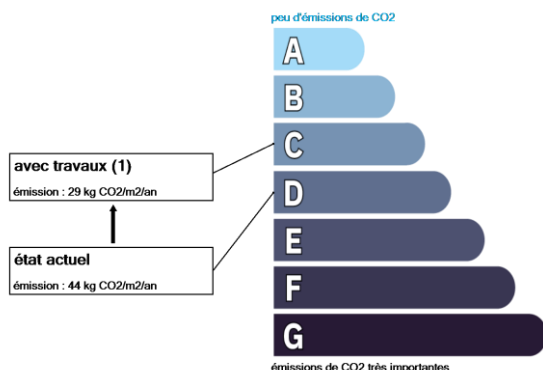 peu d'émissions de CO2
A
B
C
D
E
F
G
émissions de CO2 très importantes
avec travaux (1)
émission : 29 kg CO2/m2/an
état actuel
émission : 44 kg CO2/m2/an